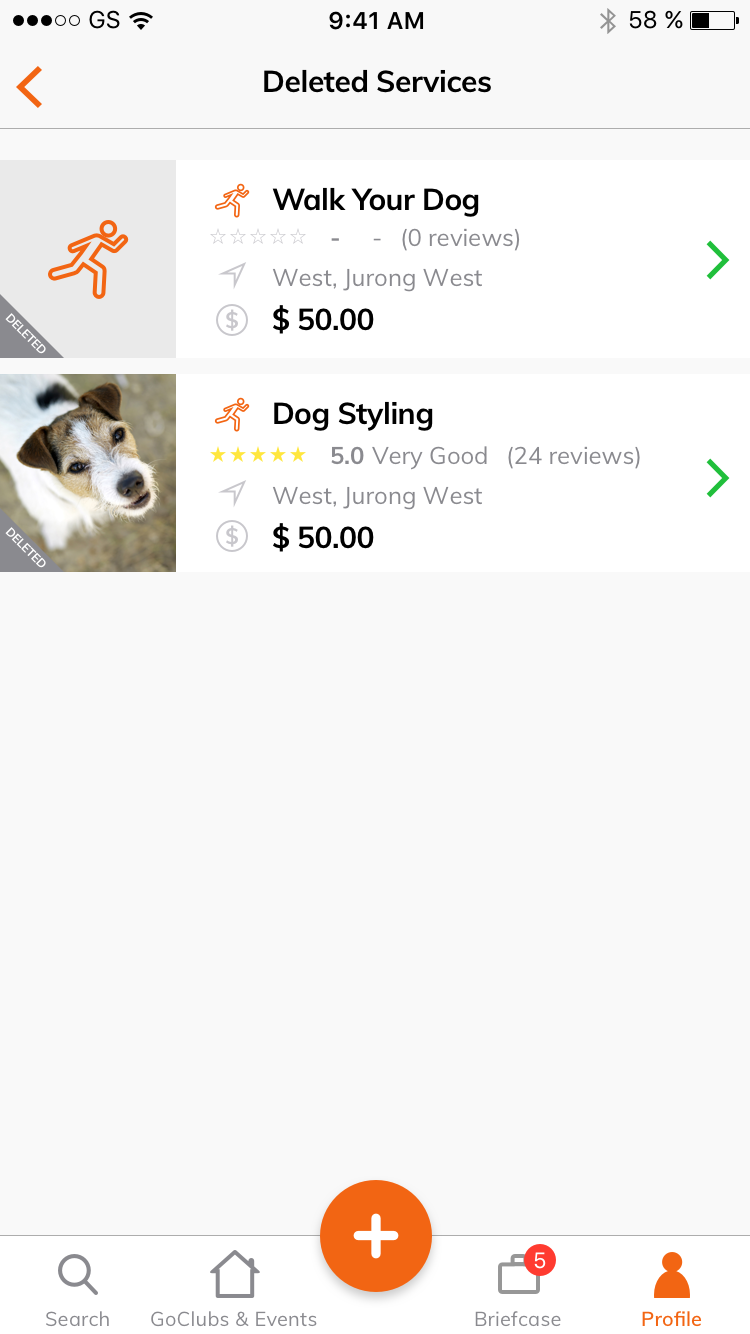 GS 9:41 AM 58 %
Deleted Services
Walk Your Dog
- - (0 reviews)
West, Jurong West
$ $ 50.00
DELETED
Dog Styling
5.0 Very Good (24 reviews)
West, Jurong West
$ $ 50.00
DELETED
5
Search GoClubs & Events Briefcase Profile